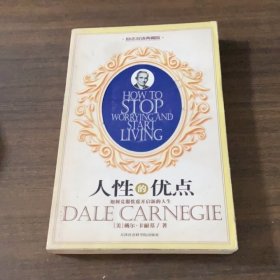 HOW TO
STOP
WORRYING AND
START
LIVING
人性的优点
如何克服忧虑开启新的人生
DALE CARNEGIE
[美]戴尔·卡耐基/著